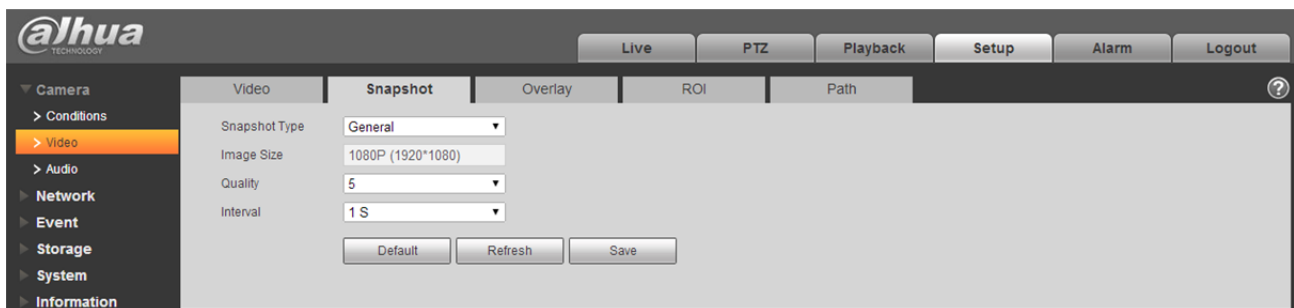 alhua
TECHNOLOGY
Live PTZ Playback Setup Alarm Logout
Camera
> Conditions
> Video
> Audio
Network
Event
Storage
System
Information
Video Snapshot Overlay ROI Path ?
Snapshot Type General
Image Size 1080P (1920*1080)
Quality 5
Interval 1 S
Default Refresh Save